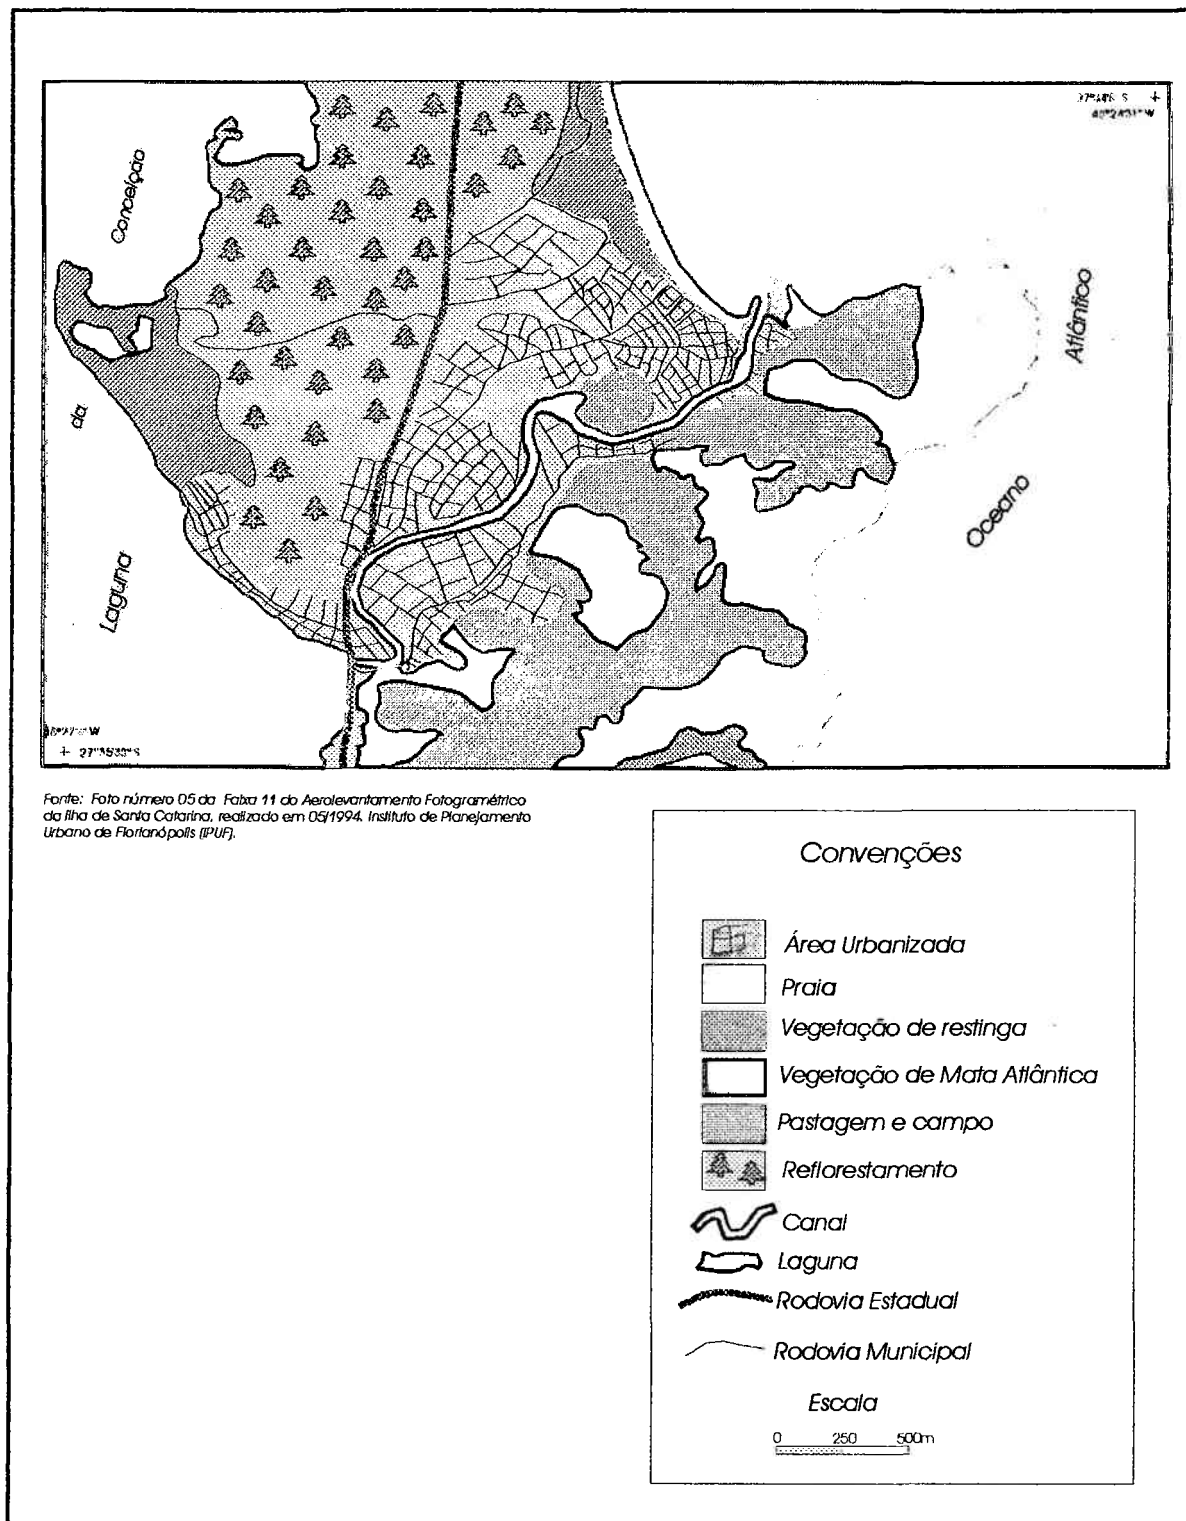 Conceição
da
Laguna
Atlântico
Oceano
Fonte: Foto número 05 da Faixa 11 do Aerolevantamento Fotogramétrico
da Ilha de Santa Catarina, realizado em 05/1994. Instituto de Planejamento
Urbano de Florianópolis (IPUF).
Convenções
Área Urbanizada
Praia
Vegetação de restinga
Vegetação de Mata Atlântica
Pastagem e campo
Reflorestamento
Canal
Laguna
Rodovia Estadual
Rodovia Municipal
Escala
0 250 500m